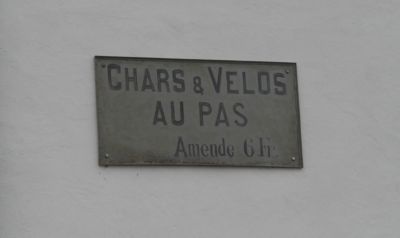 CHARS & VELOS
AU PAS
Amende 6 Fr.